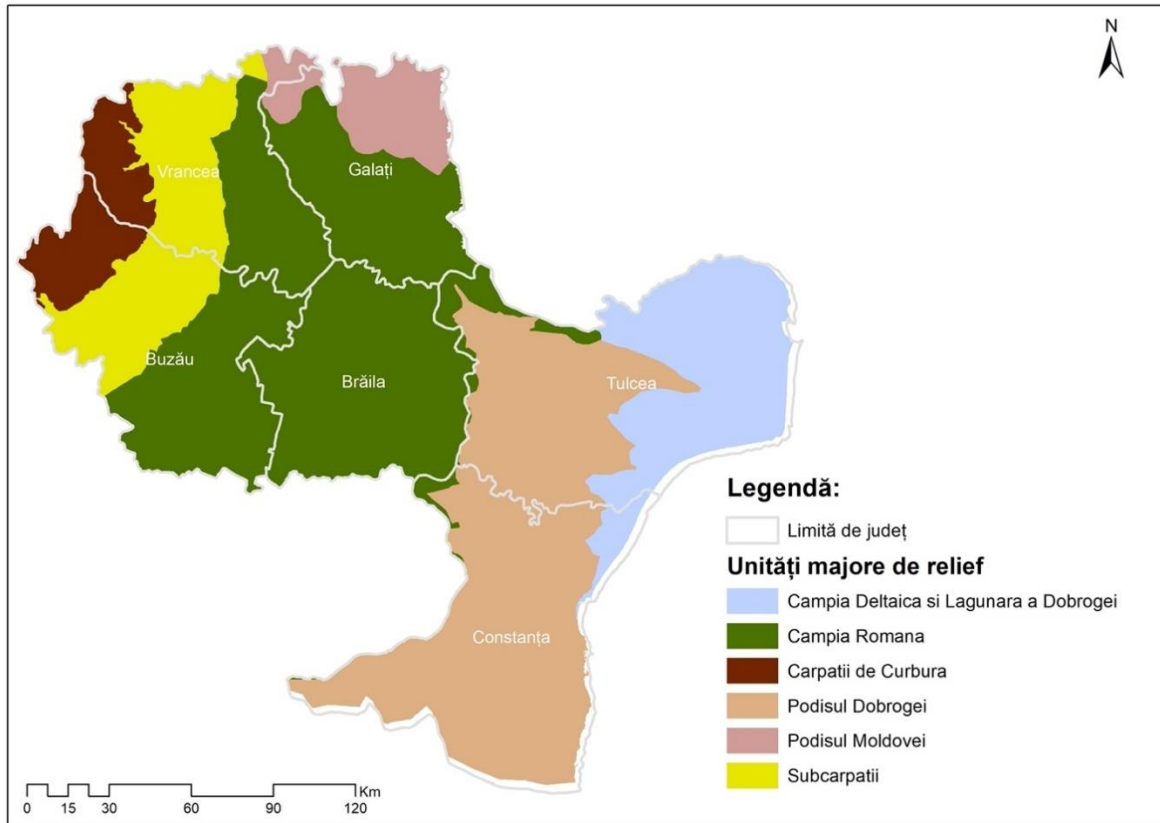 N
Vrancea
Galați
Buzău
Brăila
Tulcea
Constanța
Legendă:
Limită de județ
Unități majore de relief
Campia Deltaica si Lagunara a Dobrogei
Campia Romana
Carpatii de Curbura
Podisul Dobrogei
Podisul Moldovei
Subcarpatii
Km
0 15 30 60 90 120